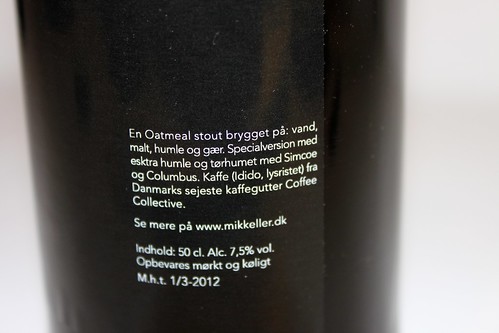 En Oatmeal stout brygget på: vand,
malt, humle og gær. Specialversion med
esktra humle og tørhumet med Simcoe
og Columbus. Kaffe (Idido, lysristet) fra
Danmarks sejeste kaffegutter Coffee
Collective.
Se mere på www.mikkeller.dk
Indhold: 50 cl. Alc. 7,5% vol.
Opbevares mørkt og køligt
M.h.t. 1/3-2012